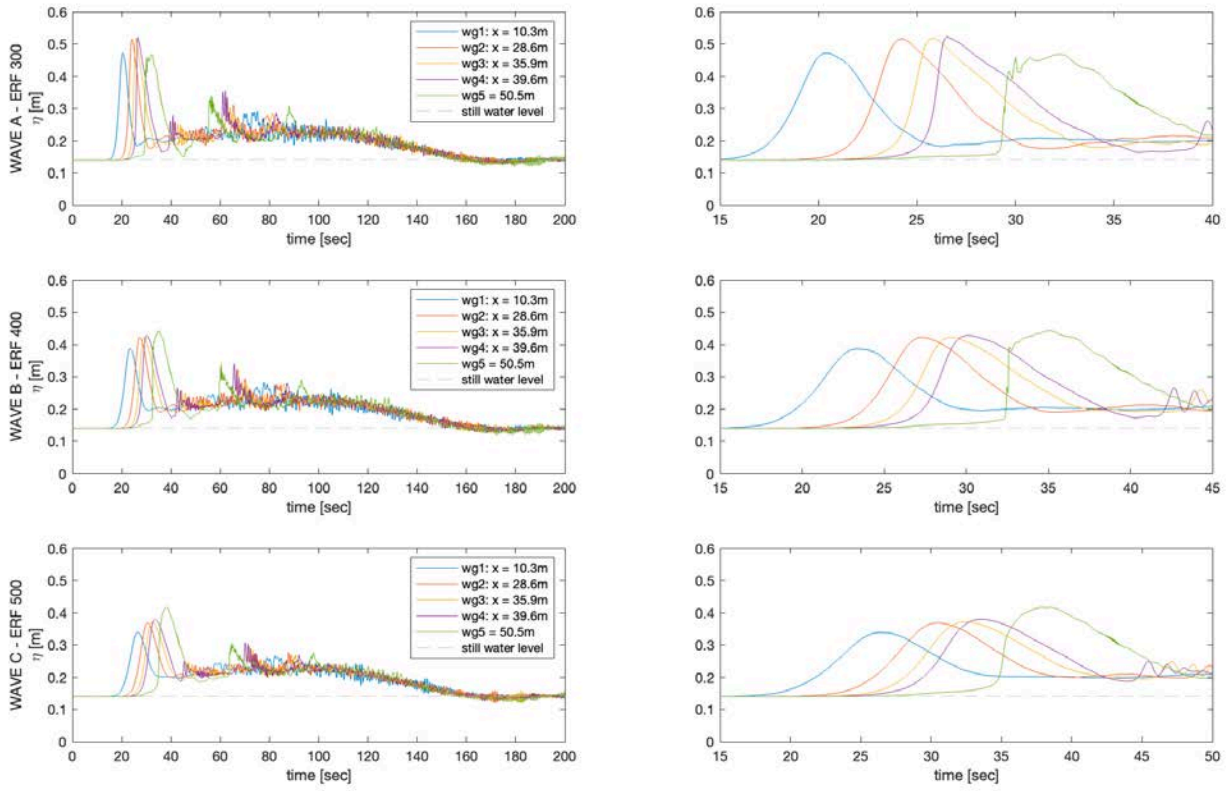 WAVE A - ERF 300
η [m]
0.6
0.5
0.4
0.3
0.2
0.1
0
wg1: x = 10.3m
wg2: x = 28.6m
wg3: x = 35.9m
wg4: x = 39.6m
wg5 = 50.5m
still water level
0 20 40 60 80 100 120 140 160 180 200
time [sec]
0.6
0.5
0.4
0.3
0.2
0.1
0
15 20 25 30 35 40
time [sec]
WAVE B - ERF 400
η [m]
0.6
0.5
0.4
0.3
0.2
0.1
0
wg1: x = 10.3m
wg2: x = 28.6m
wg3: x = 35.9m
wg4: x = 39.6m
wg5 = 50.5m
still water level
0 20 40 60 80 100 120 140 160 180 200
time [sec]
0.6
0.5
0.4
0.3
0.2
0.1
0
15 20 25 30 35 40 45
time [sec]
WAVE C - ERF 500
η [m]
0.6
0.5
0.4
0.3
0.2
0.1
0
wg1: x = 10.3m
wg2: x = 28.6m
wg3: x = 35.9m
wg4: x = 39.6m
wg5 = 50.5m
still water level
0 20 40 60 80 100 120 140 160 180 200
time [sec]
0.6
0.5
0.4
0.3
0.2
0.1
0
15 20 25 30 35 40 45 50
time [sec]